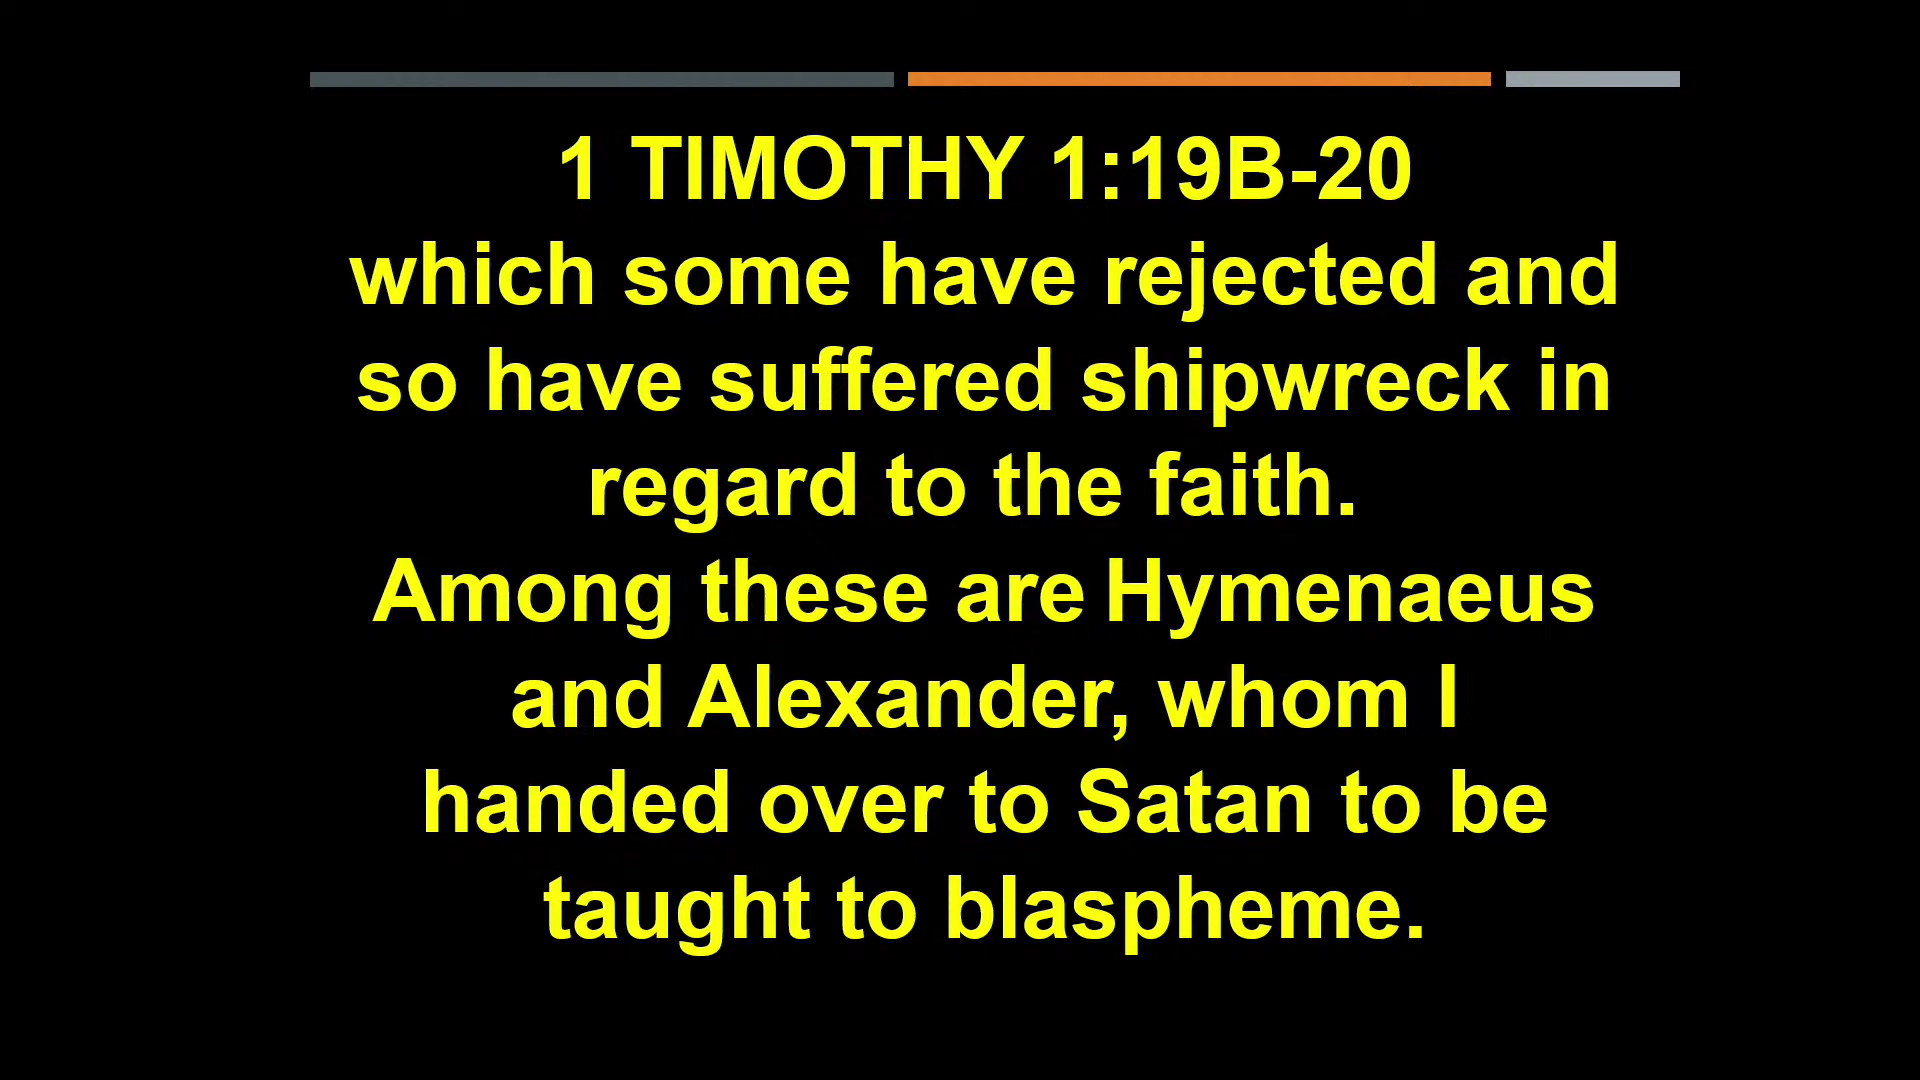 1 TIMOTHY 1:19B-20
which some have rejected and
so have suffered shipwreck in
regard to the faith.
Among these are Hymenaeus
and Alexander, whom I
handed over to Satan to be
taught to blaspheme.